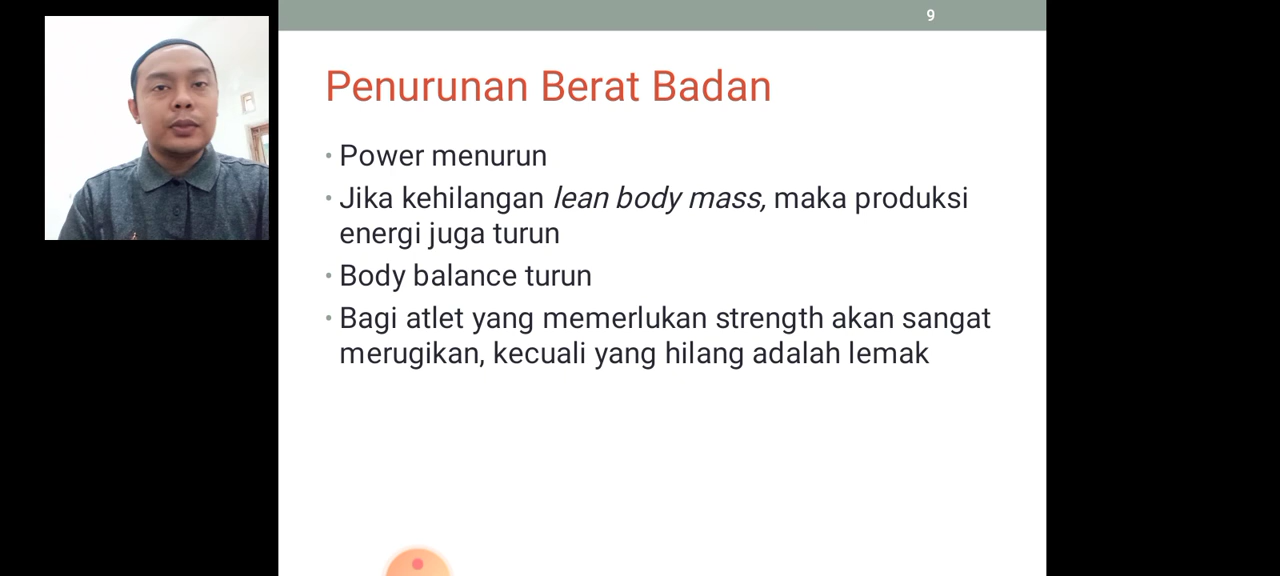 9
Penurunan Berat Badan
• Power menurun
• Jika kehilangan lean body mass, maka produksi
energi juga turun
• Body balance turun
• Bagi atlet yang memerlukan strength akan sangat
merugikan, kecuali yang hilang adalah lemak